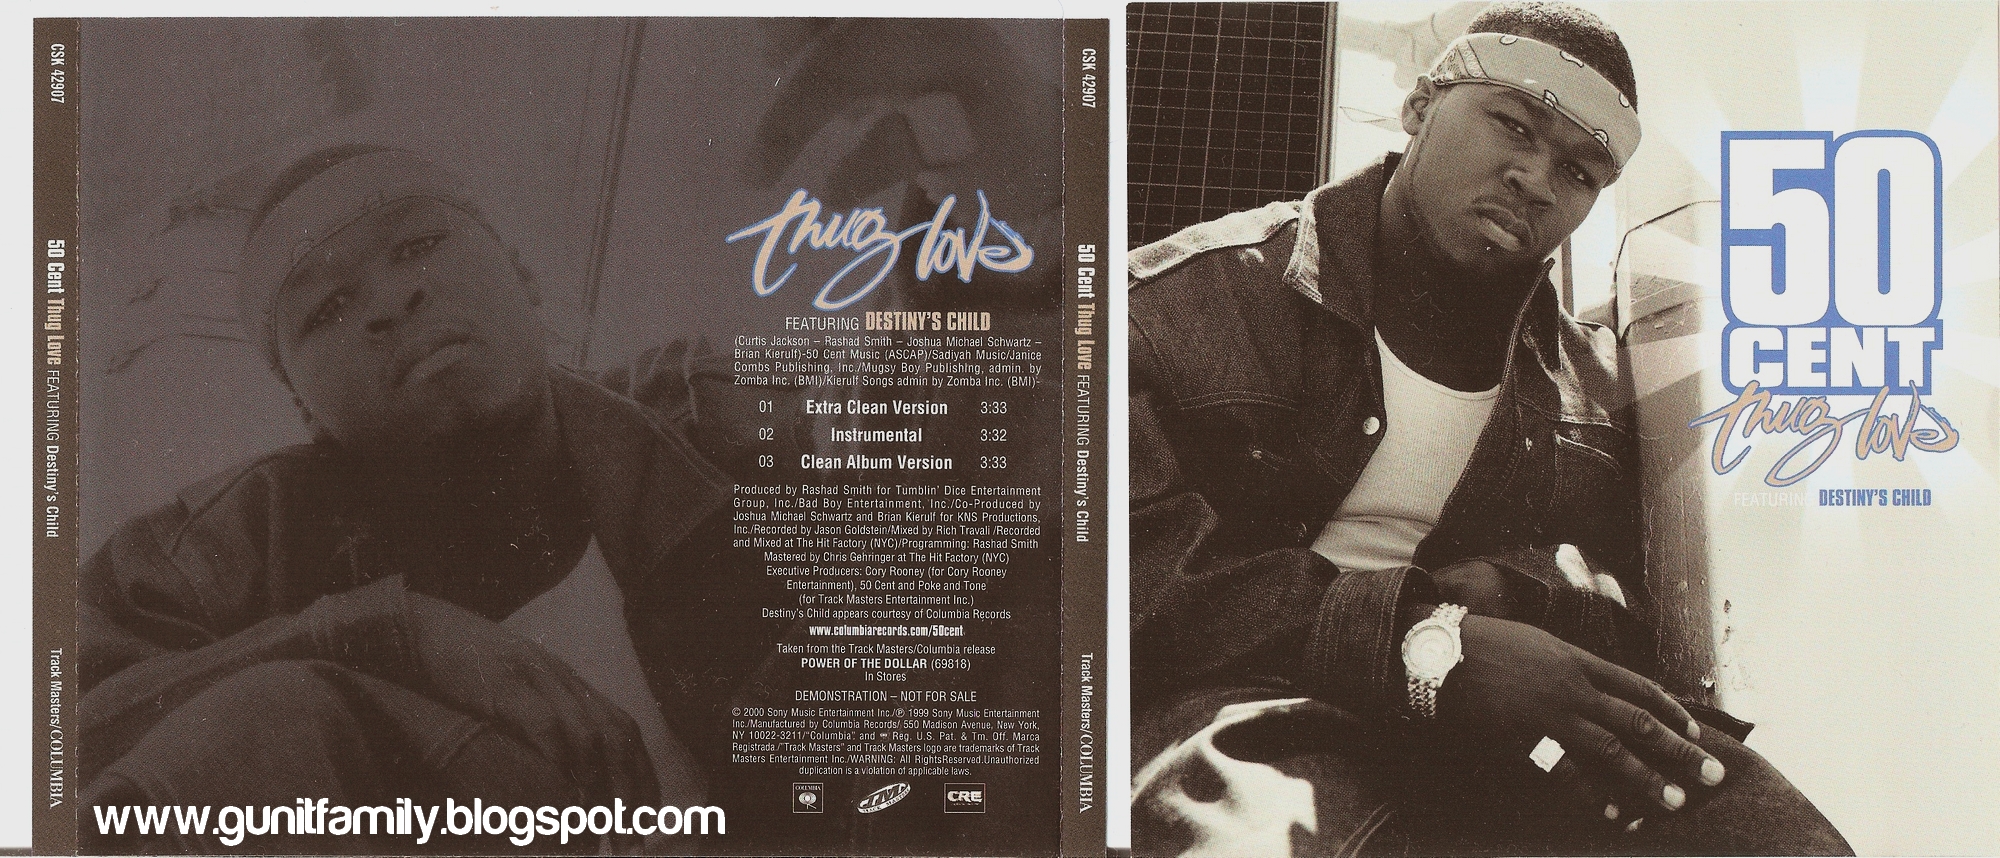 CSK 42907
50 Cent Thug Love FEATURING Destiny's Child
Track Masters/COLUMBIA
thug love
FEATURING DESTINY'S CHILD
(Curtis Jackson – Rashad Smith – Joshua Michael Schwartz –
Brian Kierulf)-50 Cent Music (ASCAP)/Sadiyah Music/Janice
Combs Publishing, Inc./Mugsy Boy Publishing, admin. by
Zomba Inc. (BMI)/Kierulf Songs admin by Zomba Inc. (BMI)-
01 Extra Clean Version 3:33
02 Instrumental 3:32
03 Clean Album Version 3:33
Produced by Rashad Smith for Tumblin' Dice Entertainment
Group, Inc./Bad Boy Entertainment, Inc./Co-Produced by
Joshua Michael Schwartz and Brian Kierulf for KNS Productions,
Inc./Recorded by Jason Goldstein/Mixed by Rich Travali /Recorded
and Mixed at The Hit Factory (NYC)/Programming: Rashad Smith
Mastered by Chris Gehringer at The Hit Factory (NYC)
Executive Producers: Cory Rooney (for Cory Rooney
Entertainment), 50 Cent and Poke and Tone
(for Track Masters Entertainment Inc.)
Destiny's Child appears courtesy of Columbia Records
www.columbiarecords.com/50cent
Taken from the Track Masters/Columbia release
POWER OF THE DOLLAR (69818)
In Stores
DEMONSTRATION – NOT FOR SALE
© 2000 Sony Music Entertainment Inc./℗ 1999 Sony Music Entertainment
Inc./Manufactured by Columbia Records/ 550 Madison Avenue, New York,
NY 10022-3211/"Columbia" and Reg. U.S. Pat. & Tm. Off. Marca
Registrada./"Track Masters" and Track Masters logo are trademarks of Track
Masters Entertainment Inc./WARNING: All RightsReserved.Unauthorized
duplication is a violation of applicable laws.
COLUMBIA
TM
TRACK MASTERS
CRE
www.gunitfamily.blogspot.com
CSK 42907
50 Cent Thug Love FEATURING Destiny's Child
Track Masters/COLUMBIA
50
CENT
thug love
FEATURING DESTINY'S CHILD